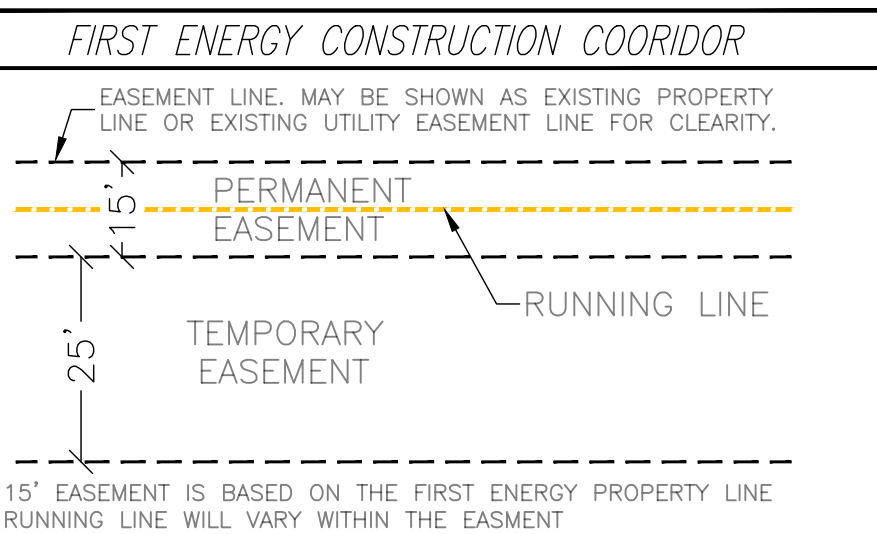 FIRST ENERGY CONSTRUCTION COORIDOR
EASEMENT LINE. MAY BE SHOWN AS EXISTING PROPERTY
LINE OR EXISTING UTILITY EASEMENT LINE FOR CLEARITY.
15'
PERMANENT
EASEMENT
RUNNING LINE
25'
TEMPORARY
EASEMENT
15' EASEMENT IS BASED ON THE FIRST ENERGY PROPERTY LINE
RUNNING LINE WILL VARY WITHIN THE EASMENT